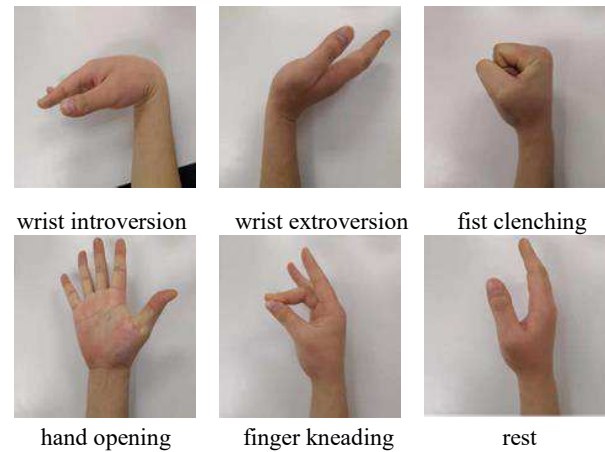 wrist introversion wrist extroversion fist clenching
hand opening finger kneading rest